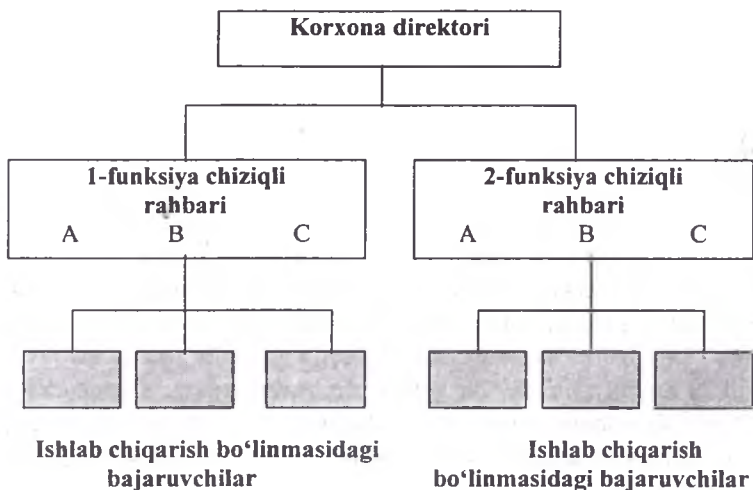 Korxona direktori
1-funksiya chiziqli
rahbari
A B C
2-funksiya chiziqli
rahbari
A B C
Ishlab chiqarish bo‘linmasidagi
bajaruvchilar
Ishlab chiqarish
bo‘linmasidagi bajaruvchilar